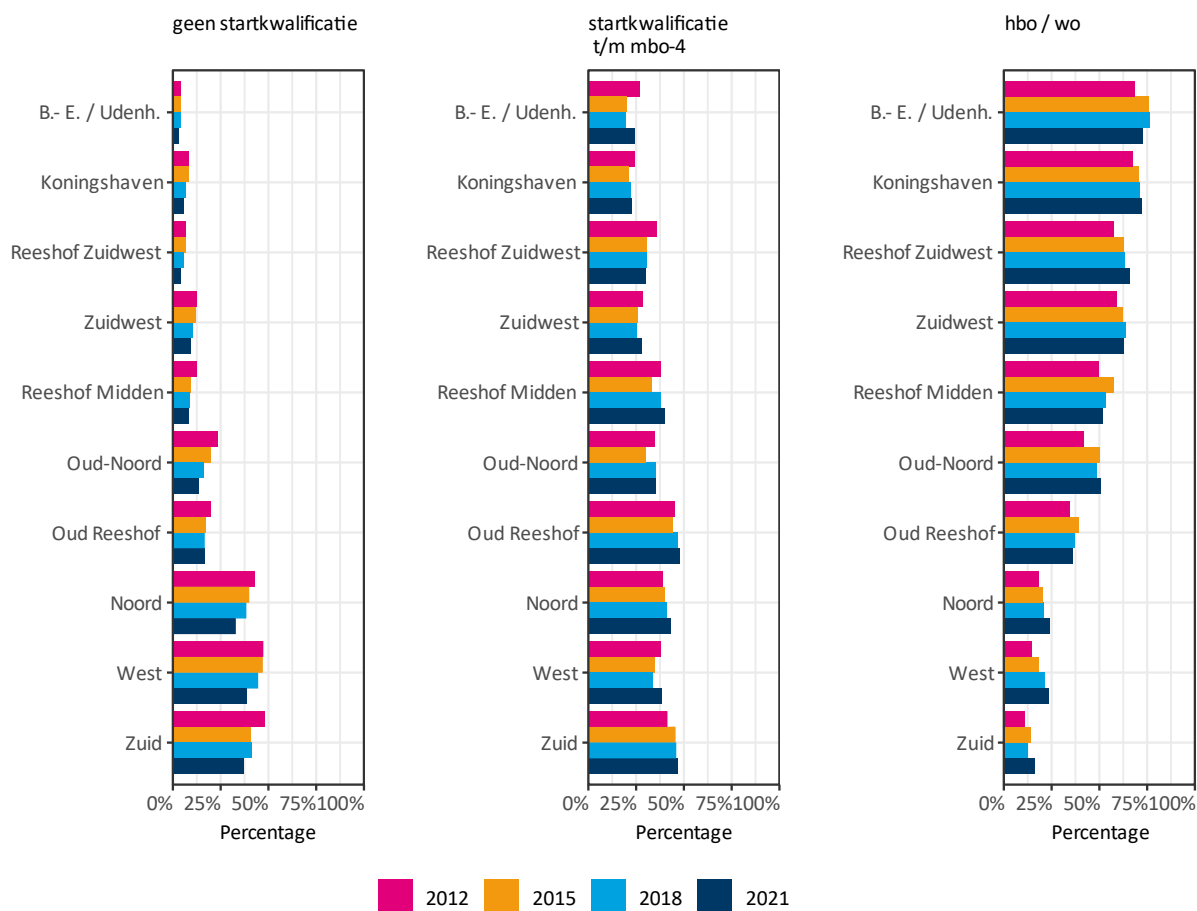 geen startkwalificatie
B.- E. / Udenh.
Koningshaven
Reeshof Zuidwest
Zuidwest
Reeshof Midden
Oud-Noord
Oud Reeshof
Noord
West
Zuid
0% 25% 50% 75% 100%
Percentage
startkwalificatie
t/m mbo-4
B.- E. / Udenh.
Koningshaven
Reeshof Zuidwest
Zuidwest
Reeshof Midden
Oud-Noord
Oud Reeshof
Noord
West
Zuid
0% 25% 50% 75% 100%
Percentage
hbo / wo
B.- E. / Udenh.
Koningshaven
Reeshof Zuidwest
Zuidwest
Reeshof Midden
Oud-Noord
Oud Reeshof
Noord
West
Zuid
0% 25% 50% 75% 100%
Percentage
2012 2015 2018 2021